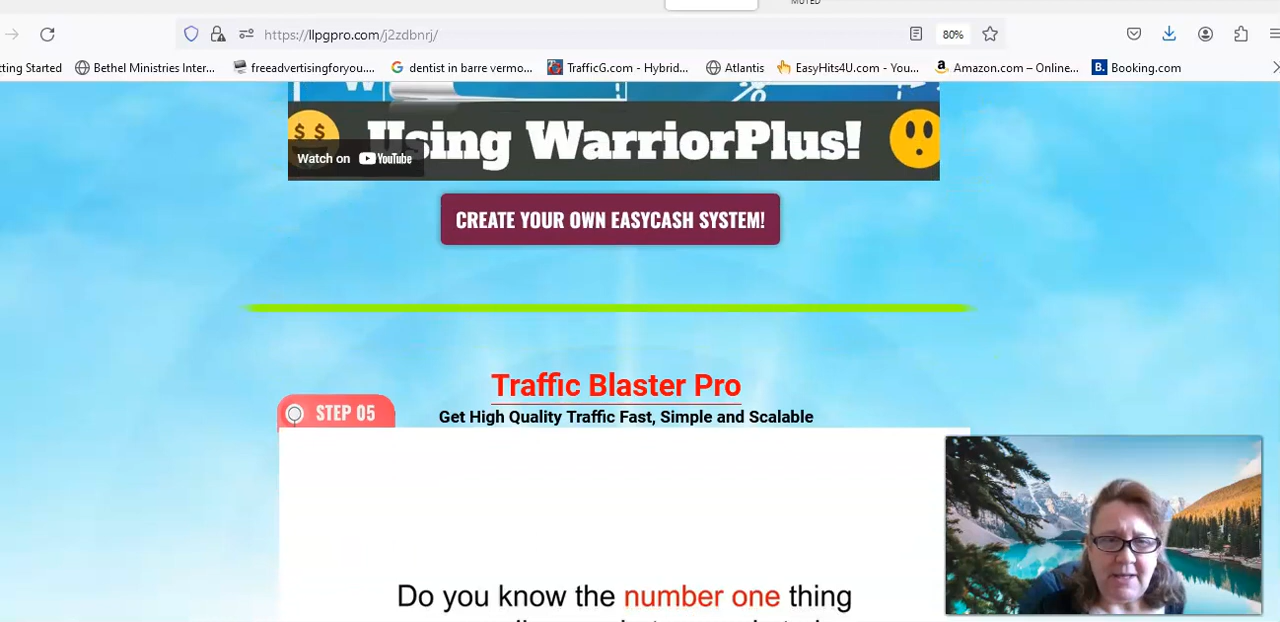 MUTED
https://llpgpro.com/j2zdbnrj/
80%
ting Started
Bethel Ministries Inter...
freeadvertisingforyou....
dentist in barre vermo...
TrafficG.com - Hybrid...
Atlantis
EasyHits4U.com - You...
Amazon.com – Online...
B.
Booking.com
$ $
Using WarriorPlus!
Watch on YouTube
CREATE YOUR OWN EASYCASH SYSTEM!
Traffic Blaster Pro
STEP 05
Get High Quality Traffic Fast, Simple and Scalable
Do you know the number one thing